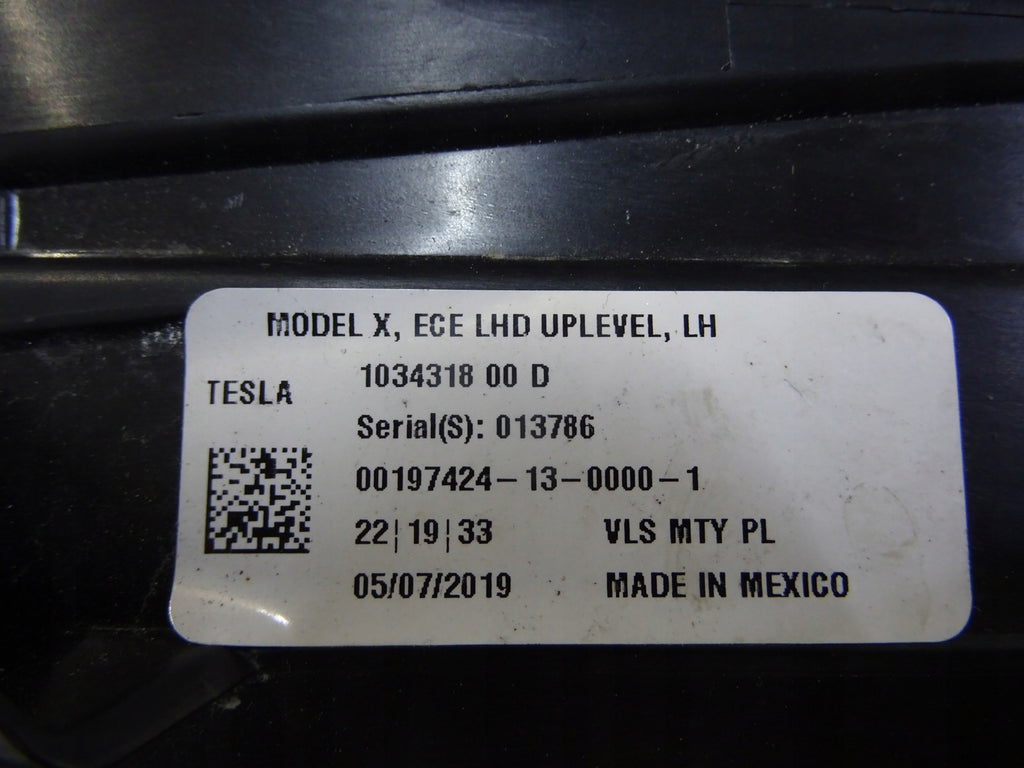 MODEL X, ECE LHD UPLEVEL, LH
1034318 00 D
TESLA
Serial(S): 013786
00197424-13-0000-1
22|19|33 VLS MTY PL
05/07/2019 MADE IN MEXICO